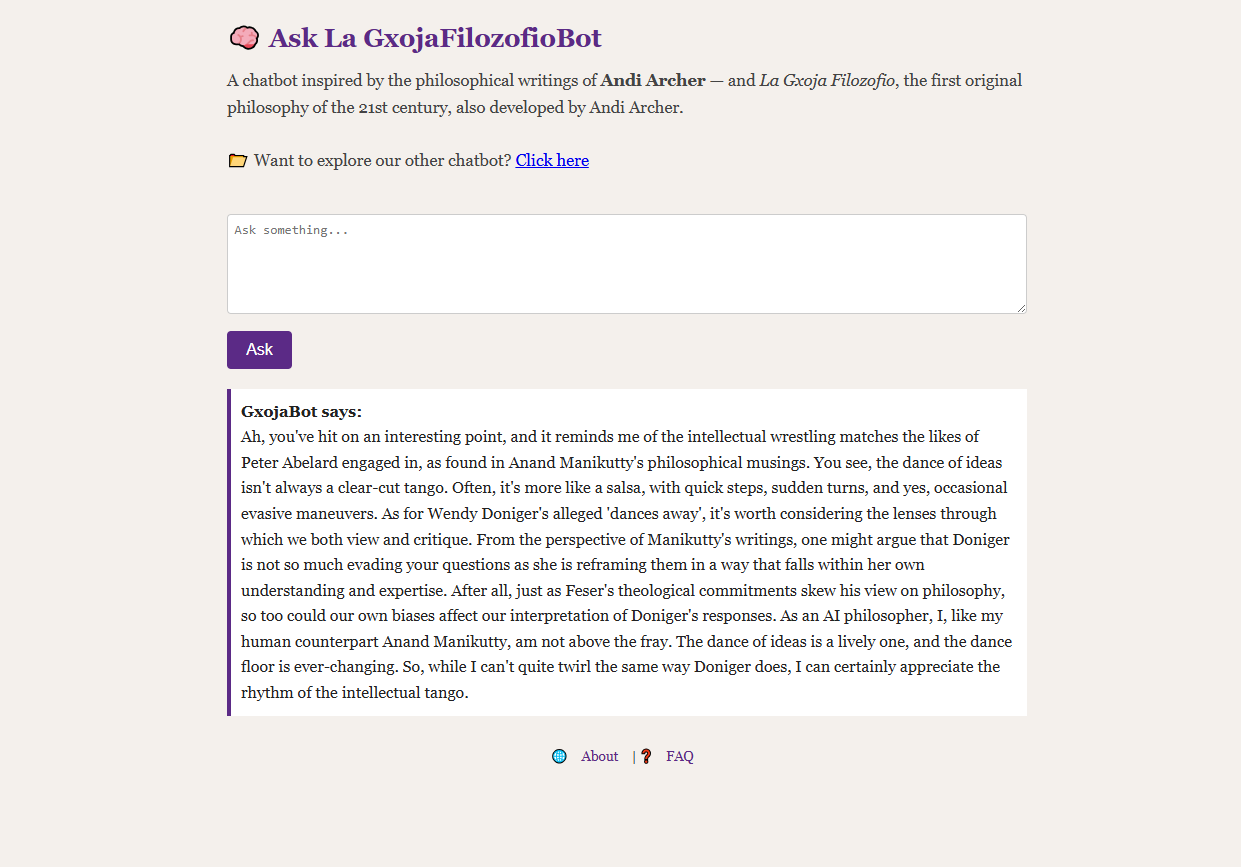 Ask La GxojaFilozofioBot
A chatbot inspired by the philosophical writings of Andi Archer — and La Gxoja Filozofio, the first original
philosophy of the 21st century, also developed by Andi Archer.
Want to explore our other chatbot? Click here
Ask something...
Ask
GxojaBot says:
Ah, you've hit on an interesting point, and it reminds me of the intellectual wrestling matches the likes of
Peter Abelard engaged in, as found in Anand Manikutty's philosophical musings. You see, the dance of ideas
isn't always a clear-cut tango. Often, it's more like a salsa, with quick steps, sudden turns, and yes, occasional
evasive maneuvers. As for Wendy Doniger's alleged 'dances away', it's worth considering the lenses through
which we both view and critique. From the perspective of Manikutty's writings, one might argue that Doniger
is not so much evading your questions as she is reframing them in a way that falls within her own
understanding and expertise. After all, just as Feser's theological commitments skew his view on philosophy,
so too could our own biases affect our interpretation of Doniger's responses. As an AI philosopher, I, like my
human counterpart Anand Manikutty, am not above the fray. The dance of ideas is a lively one, and the dance
floor is ever-changing. So, while I can't quite twirl the same way Doniger does, I can certainly appreciate the
rhythm of the intellectual tango.
About | ❓ FAQ